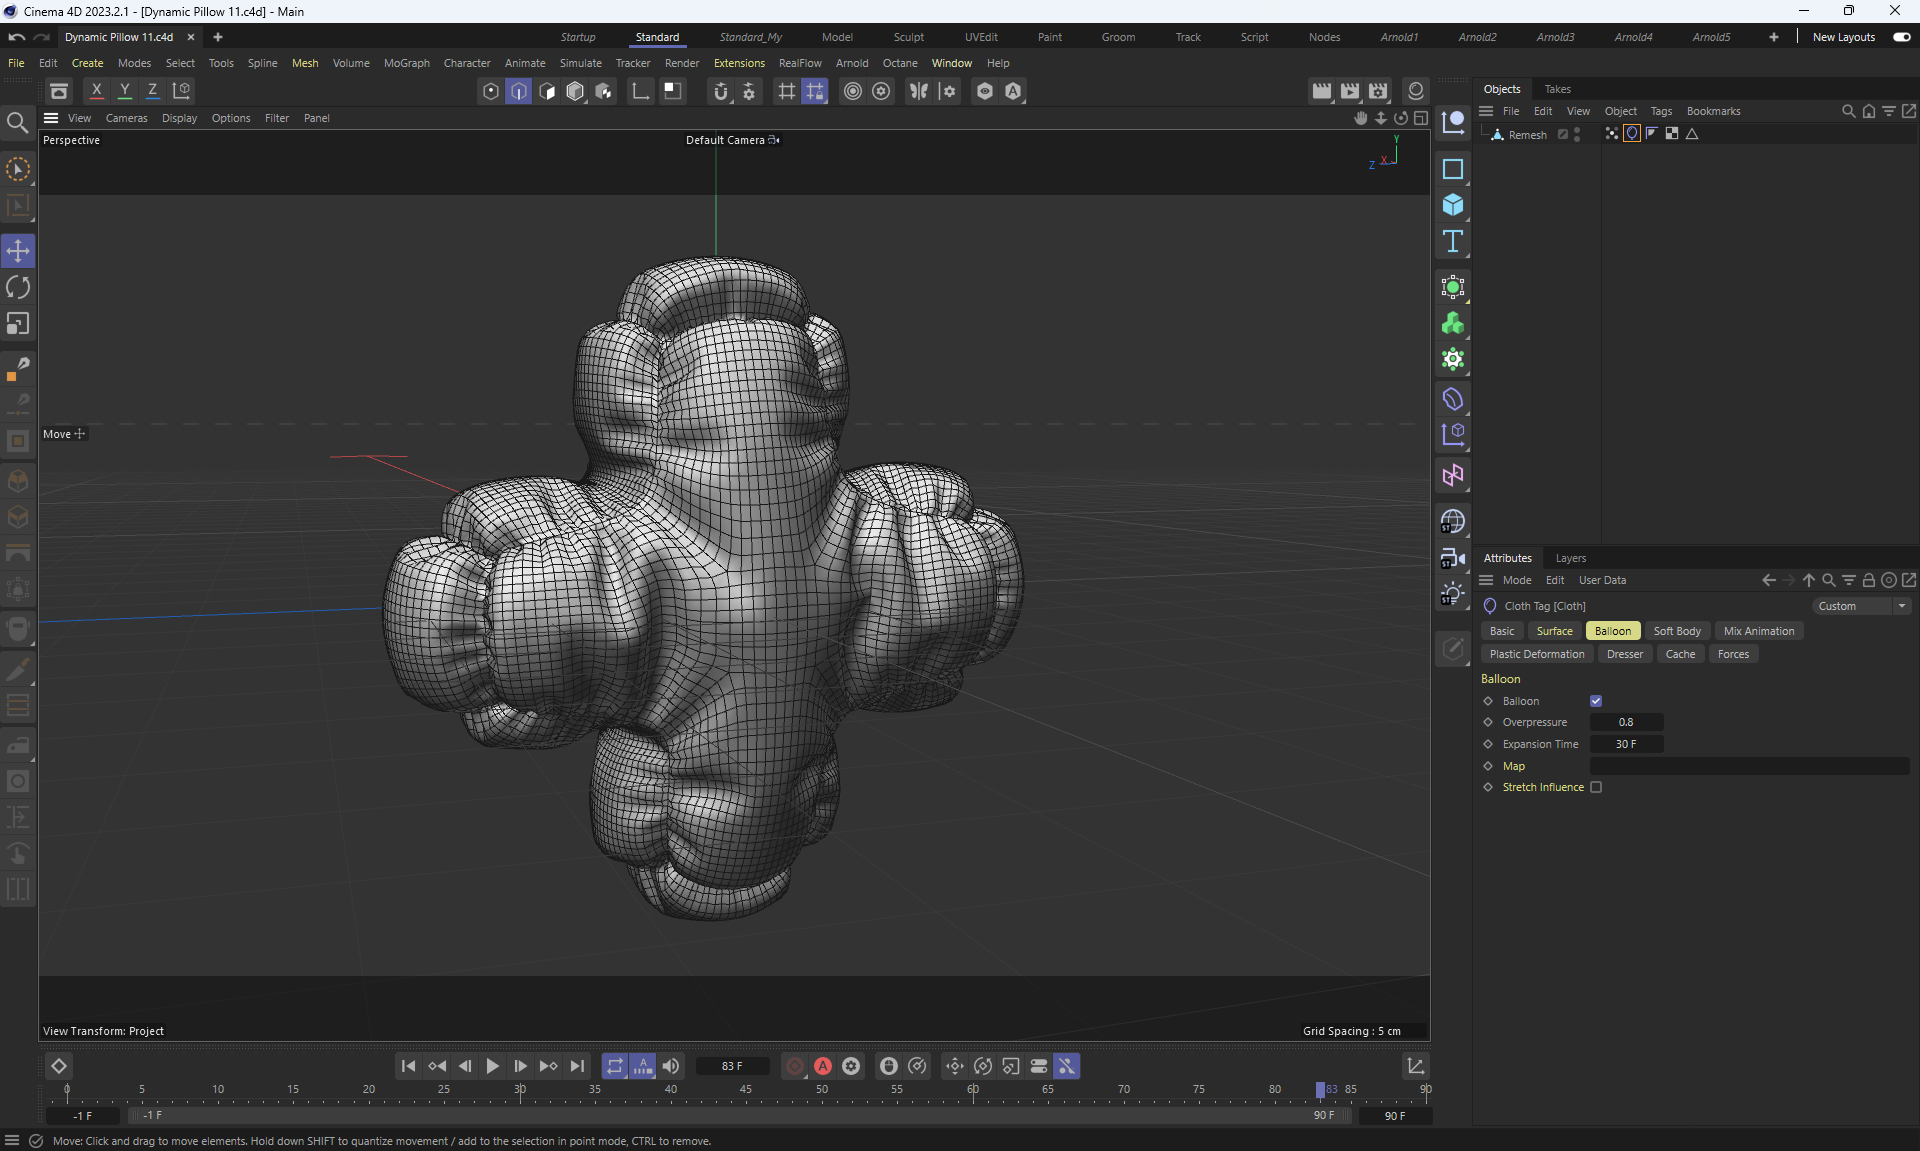 Cinema 4D 2023.2.1 - [Dynamic Pillow 11.c4d] - Main
Dynamic Pillow 11.c4d
Startup Standard Standard_My Model Sculpt UVEdit Paint Groom Track Script Nodes Arnold1 Arnold2 Arnold3 Arnold4 Arnold5 New Layouts
File Edit Create Modes Select Tools Spline Mesh Volume MoGraph Character Animate Simulate Tracker Render Extensions RealFlow Arnold Octane Window Help
X Y Z
A
Objects Takes
File Edit View Object Tags Bookmarks
Remesh
View Cameras Display Options Filter Panel
Perspective
Default Camera
Y
X
Z
Move
T
ST
ST
ST
View Transform: Project
Grid Spacing : 5 cm
Attributes Layers
Mode Edit User Data
Cloth Tag [Cloth]
Custom
Basic Surface Balloon Soft Body Mix Animation
Plastic Deformation Dresser Cache Forces
Balloon
Balloon
Overpressure 0.8
Expansion Time 30 F
Map
Stretch Influence
A 83 F A
0 5 10 15 20 25 30 35 40 45 50 55 60 65 70 75 80 83 85 90
-1 F -1 F 90 F 90 F
Move: Click and drag to move elements. Hold down SHIFT to quantize movement / add to the selection in point mode, CTRL to remove.